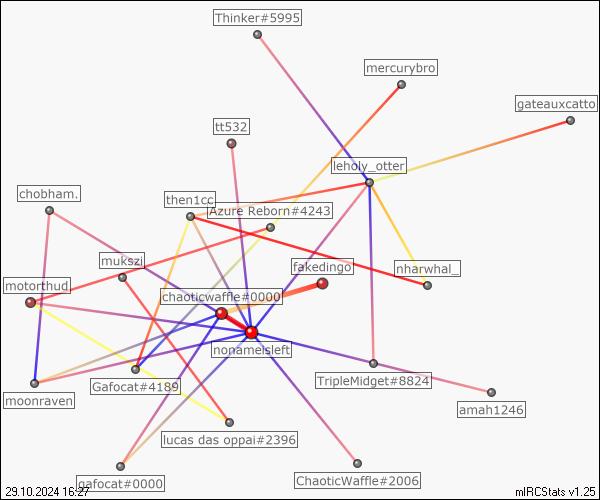 Thinker#5995
mercurybro
gateauxcatto
tt532
leholy_otter
chobham.
then1cc
Azure Reborn#4243
mukszi
fakedingo
nharwhal_
motorthud_
chaoticwaffle#0000
nonameisleft
moonraven
Gafocat#4189
TripleMidget#8824
amah1246
lucas das oppai#2396
gafocat#0000
ChaoticWaffle#2006
29.10.2024 16:27
mIRCStats v1.25